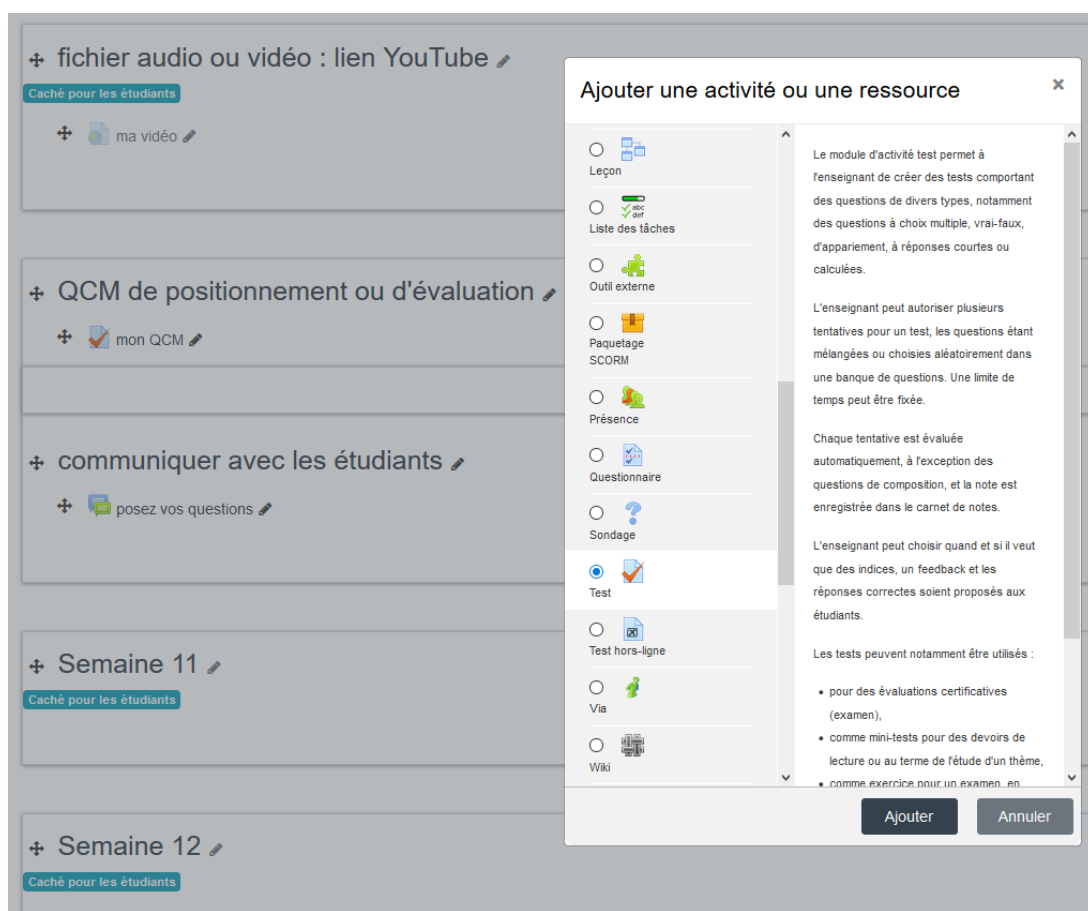 fichier audio ou vidéo : lien YouTube
Caché pour les étudiants
ma vidéo
QCM de positionnement ou d'évaluation
mon QCM
communiquer avec les étudiants
posez vos questions
Semaine 11
Caché pour les étudiants
Semaine 12
Caché pour les étudiants
Ajouter une activité ou une ressource
×
Leçon
abc
def
Liste des tâches
Outil externe
Paquetage
SCORM
Présence
Questionnaire
Sondage
Test
Test hors-ligne
Via
Wiki
Le module d'activité test permet à
l'enseignant de créer des tests comportant
des questions de divers types, notamment
des questions à choix multiple, vrai-faux,
d'appariement, à réponses courtes ou
calculées.
L'enseignant peut autoriser plusieurs
tentatives pour un test, les questions étant
mélangées ou choisies aléatoirement dans
une banque de questions. Une limite de
temps peut être fixée.
Chaque tentative est évaluée
automatiquement, à l'exception des
questions de composition, et la note est
enregistrée dans le carnet de notes.
L'enseignant peut choisir quand et si il veut
que des indices, un feedback et les
réponses correctes soient proposés aux
étudiants.
Les tests peuvent notamment être utilisés :
• pour des évaluations certificatives
(examen),
• comme mini-tests pour des devoirs de
lecture ou au terme de l'étude d'un thème,
• comme exercice pour un examen, en
Ajouter
Annuler